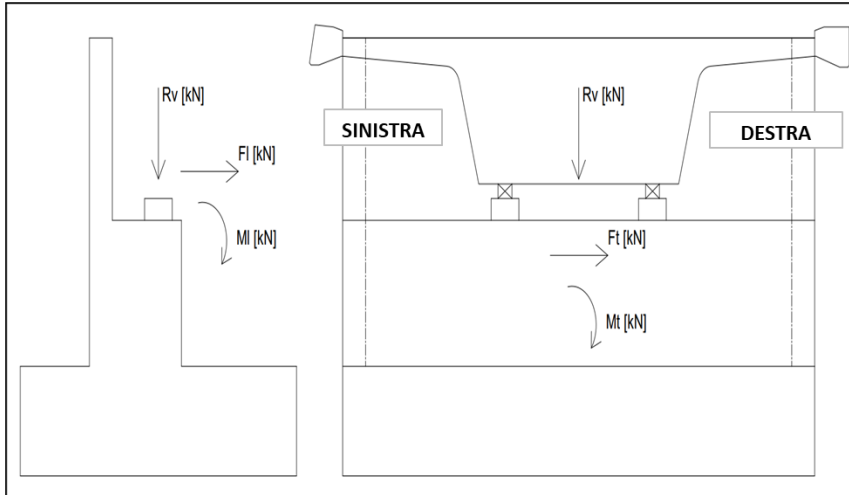 Rv [kN]
Fl [kN]
Ml [kN]
Rv [kN]
SINISTRA
DESTRA
Ft [kN]
Mt [kN]